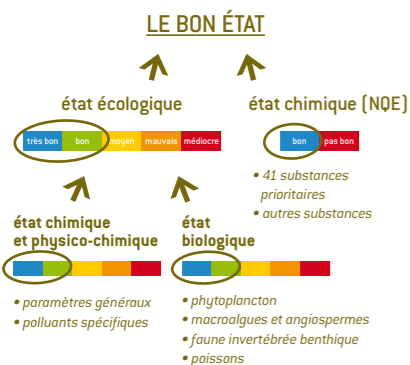 LE BON ÉTAT
état écologique
très bon bon moyen mauvais médiocre
état chimique (NQE)
bon pas bon
• 41 substances
prioritaires
• autres substances
état chimique
et physico-chimique
• paramètres généraux
• polluants spécifiques
état
biologique
• phytoplancton
• macroalgues et angiospermes
• faune invertébrée benthique
• poissons